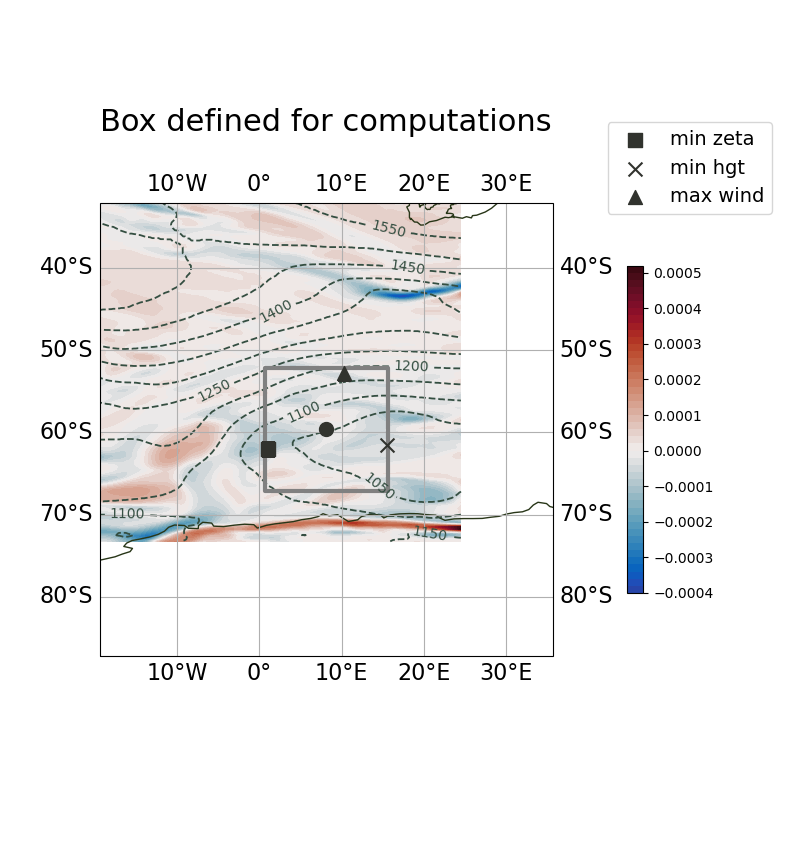 Box defined for computations
min zeta
min hgt
max wind
10°W 0° 10°E 20°E 30°E
40°S 40°S
50°S 50°S
60°S 60°S
70°S 70°S
80°S 80°S
10°W 0° 10°E 20°E 30°E
1550
1450
1400
1200
1250
1100
1050
1100
1150
0.0005
0.0004
0.0003
0.0002
0.0001
0.0000
−0.0001
−0.0002
−0.0003
−0.0004